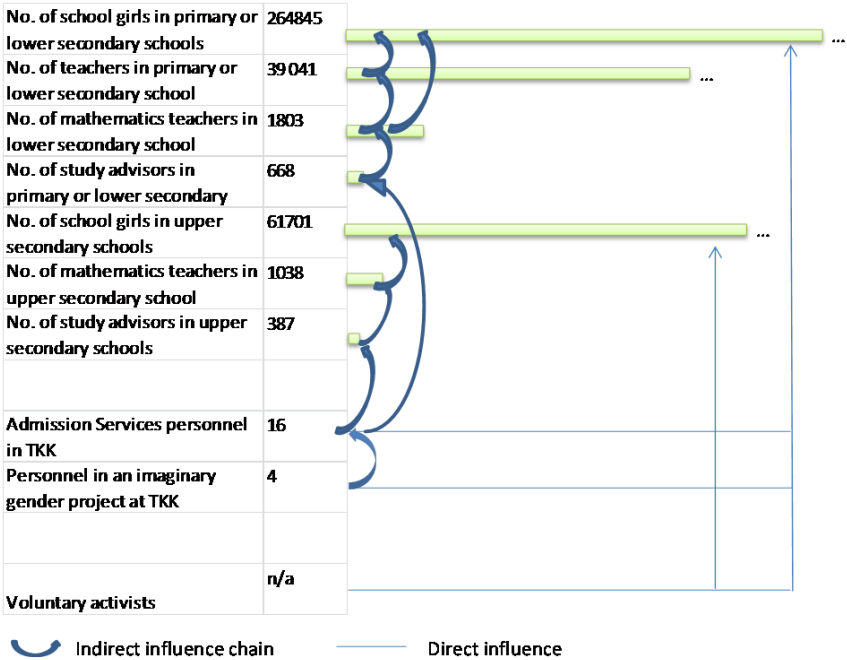 No. of school girls in primary or 264845
lower secondary schools
...
No. of teachers in primary or 39 041
lower secondary school
...
No. of mathematics teachers in 1803
lower secondary school
No. of study advisors in 668
primary or lower secondary
No. of school girls in upper 61701
secondary schools
...
No. of mathematics teachers in 1038
upper secondary school
No. of study advisors in upper 387
secondary schools
Admission Services personnel 16
in TKK
Personnel in an imaginary 4
gender project at TKK
n/a
Voluntary activists
Indirect influence chain Direct influence